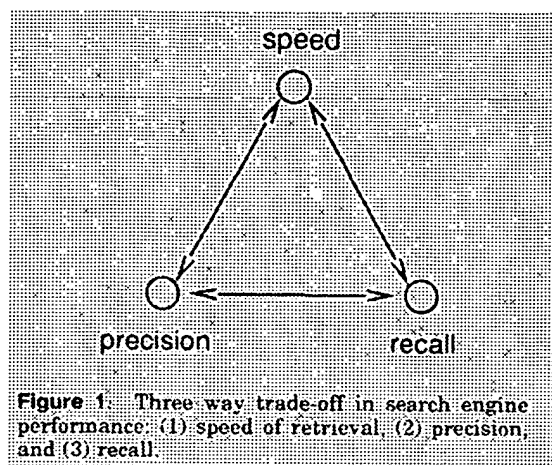 speed
precision
recall
Figure 1. Three way trade-off in search engine
performance: (1) speed of retrieval, (2) precision,
and (3) recall.